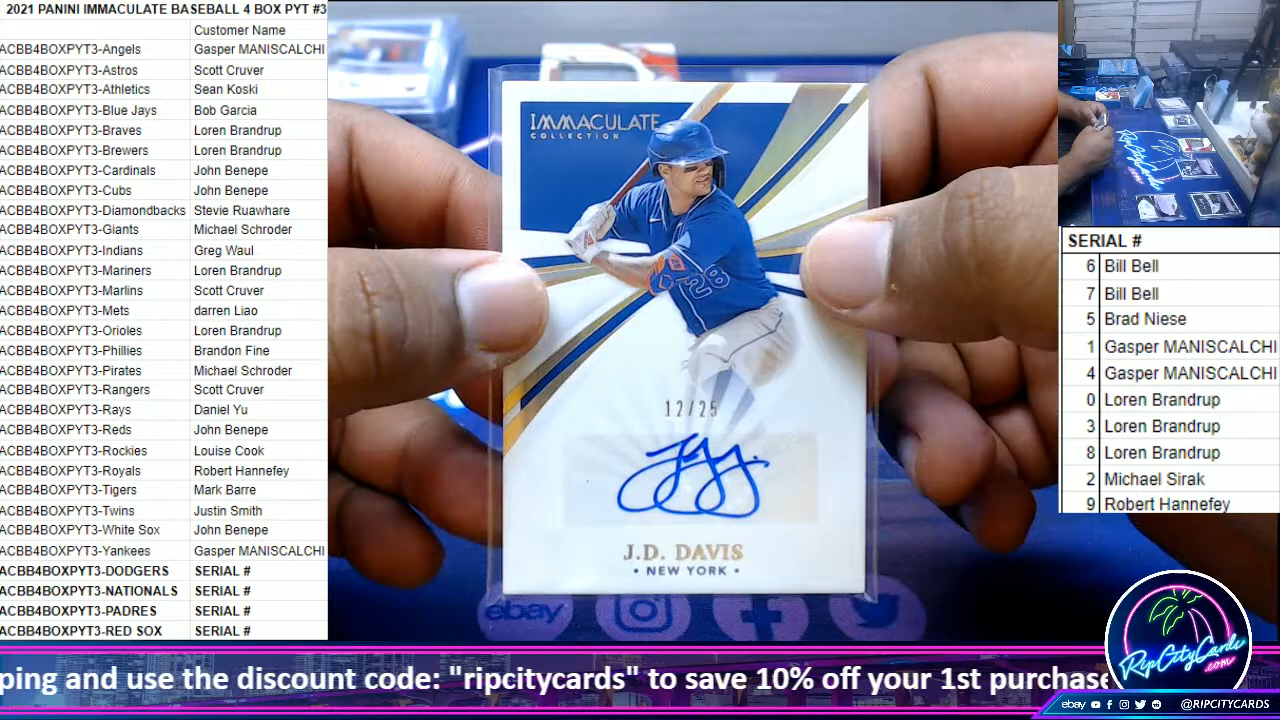 2021 PANINI IMMACULATE BASEBALL 4 BOX PYT #3
Customer Name
ACBB4BOXPYT3-Angels Gasper MANISCALCHI
ACBB4BOXPYT3-Astros Scott Cruver
ACBB4BOXPYT3-Athletics Sean Koski
ACBB4BOXPYT3-Blue Jays Bob Garcia
ACBB4BOXPYT3-Braves Loren Brandrup
ACBB4BOXPYT3-Brewers Loren Brandrup
ACBB4BOXPYT3-Cardinals John Benepe
ACBB4BOXPYT3-Cubs John Benepe
ACBB4BOXPYT3-Diamondbacks Stevie Ruawhare
ACBB4BOXPYT3-Giants Michael Schroder
ACBB4BOXPYT3-Indians Greg Waul
ACBB4BOXPYT3-Mariners Loren Brandrup
ACBB4BOXPYT3-Marlins Scott Cruver
ACBB4BOXPYT3-Mets darren Liao
ACBB4BOXPYT3-Orioles Loren Brandrup
ACBB4BOXPYT3-Phillies Brandon Fine
ACBB4BOXPYT3-Pirates Michael Schroder
ACBB4BOXPYT3-Rangers Scott Cruver
ACBB4BOXPYT3-Rays Daniel Yu
ACBB4BOXPYT3-Reds John Benepe
ACBB4BOXPYT3-Rockies Louise Cook
ACBB4BOXPYT3-Royals Robert Hannefey
ACBB4BOXPYT3-Tigers Mark Barre
ACBB4BOXPYT3-Twins Justin Smith
ACBB4BOXPYT3-White Sox John Benepe
ACBB4BOXPYT3-Yankees Gasper MANISCALCHI
ACBB4BOXPYT3-DODGERS SERIAL #
ACBB4BOXPYT3-NATIONALS SERIAL #
ACBB4BOXPYT3-PADRES SERIAL #
ACBB4BOXPYT3-RED SOX SERIAL #
IMMACULATE
COLLECTION
28
12/25
J.D. DAVIS
• NEW YORK •
ebay
RipCityCards
SERIAL #
6 Bill Bell
7 Bill Bell
5 Brad Niese
1 Gasper MANISCALCHI
4 Gasper MANISCALCHI
0 Loren Brandrup
3 Loren Brandrup
8 Loren Brandrup
2 Michael Sirak
9 Robert Hannefey
ping and use the discount code: "ripcitycards" to save 10% off your 1st purchase
RipCityCards
.com
ebay @RIPCITYCARDS